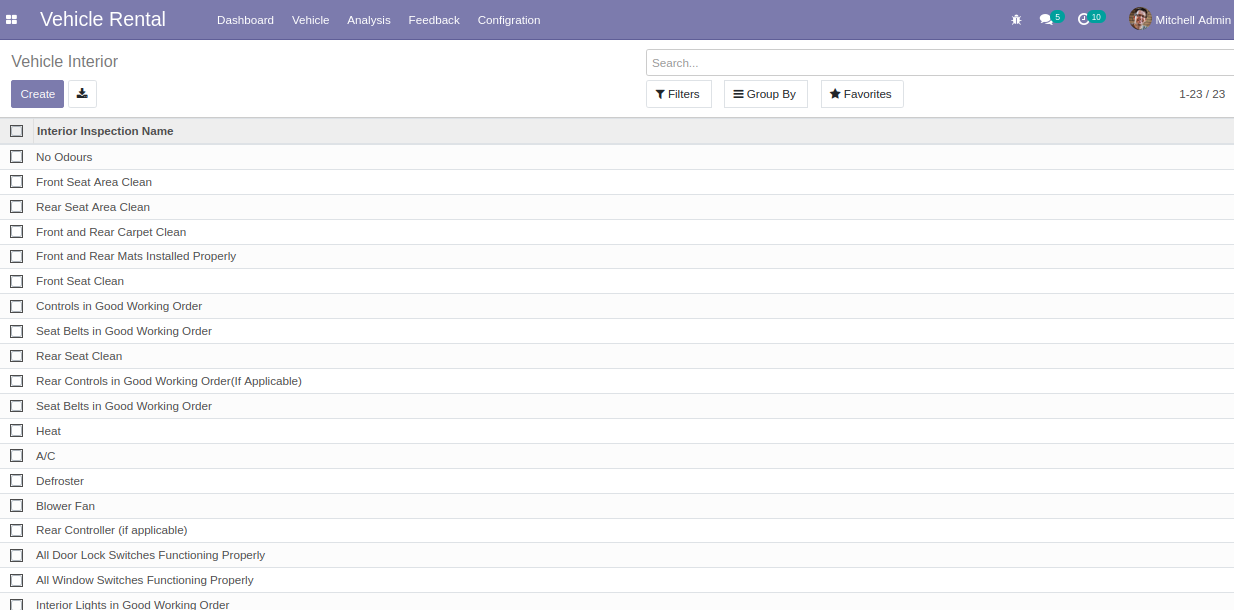 Vehicle Rental Dashboard Vehicle Analysis Feedback Configration 5 10 Mitchell Admin
Vehicle Interior
Search...
Create Filters Group By Favorites 1-23 / 23
Interior Inspection Name
No Odours
Front Seat Area Clean
Rear Seat Area Clean
Front and Rear Carpet Clean
Front and Rear Mats Installed Properly
Front Seat Clean
Controls in Good Working Order
Seat Belts in Good Working Order
Rear Seat Clean
Rear Controls in Good Working Order(If Applicable)
Seat Belts in Good Working Order
Heat
A/C
Defroster
Blower Fan
Rear Controller (if applicable)
All Door Lock Switches Functioning Properly
All Window Switches Functioning Properly
Interior Lights in Good Working Order